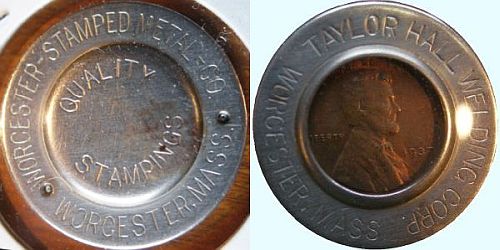 WORCESTER-STAMPED METAL-CO.
WORCESTER.MASS.
QUALITY
STAMPINGS
TAYLOR HALL WELDING CORP.
WORCESTER, MASS
LIBERTY
1937